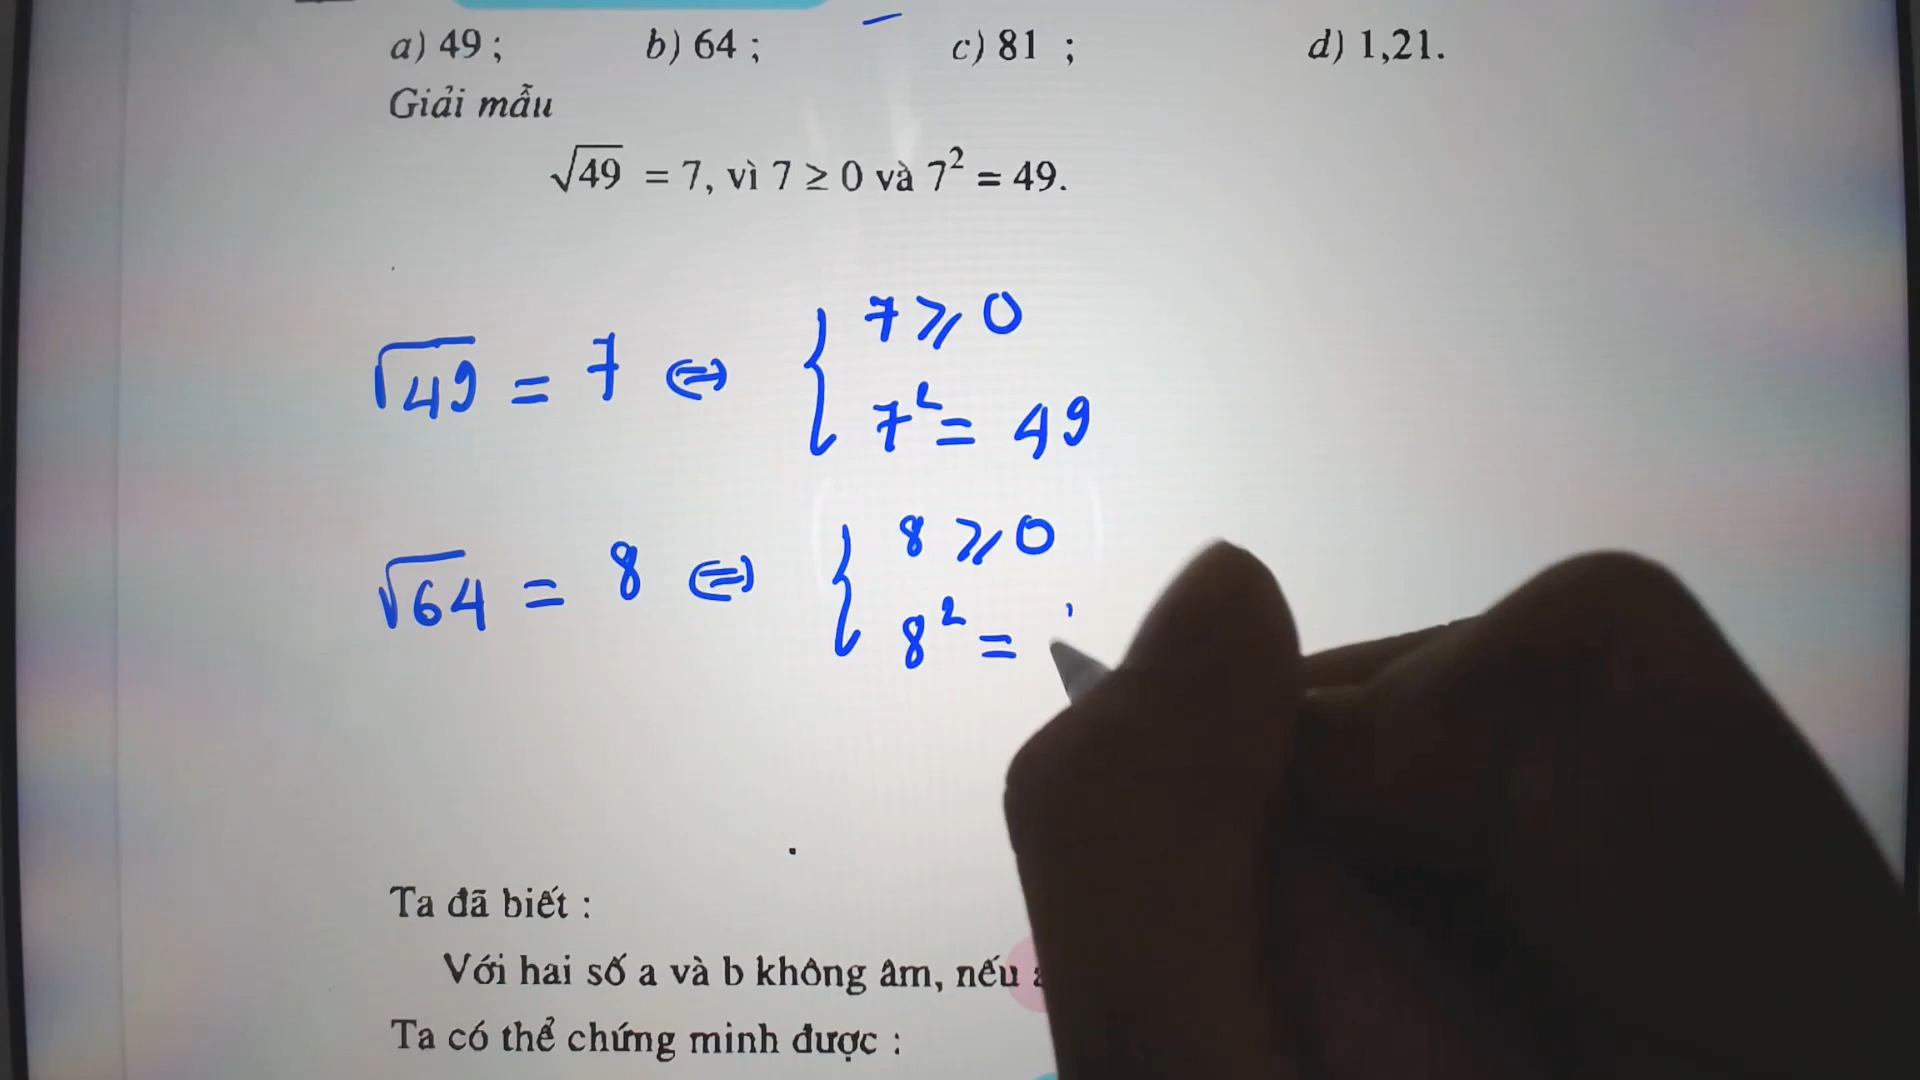 a) 49 ; b) 64 ; c) 81 ; d) 1,21.
Giải mẫu
√49 = 7, vì 7 ≥ 0 và 7² = 49.
√49 = 7 ⇔ { 7 ≥ 0
7² = 49
√64 = 8 ⇔ { 8 ≥ 0
8² =
Ta đã biết :
Với hai số a và b không âm, nếu
Ta có thể chứng minh được :